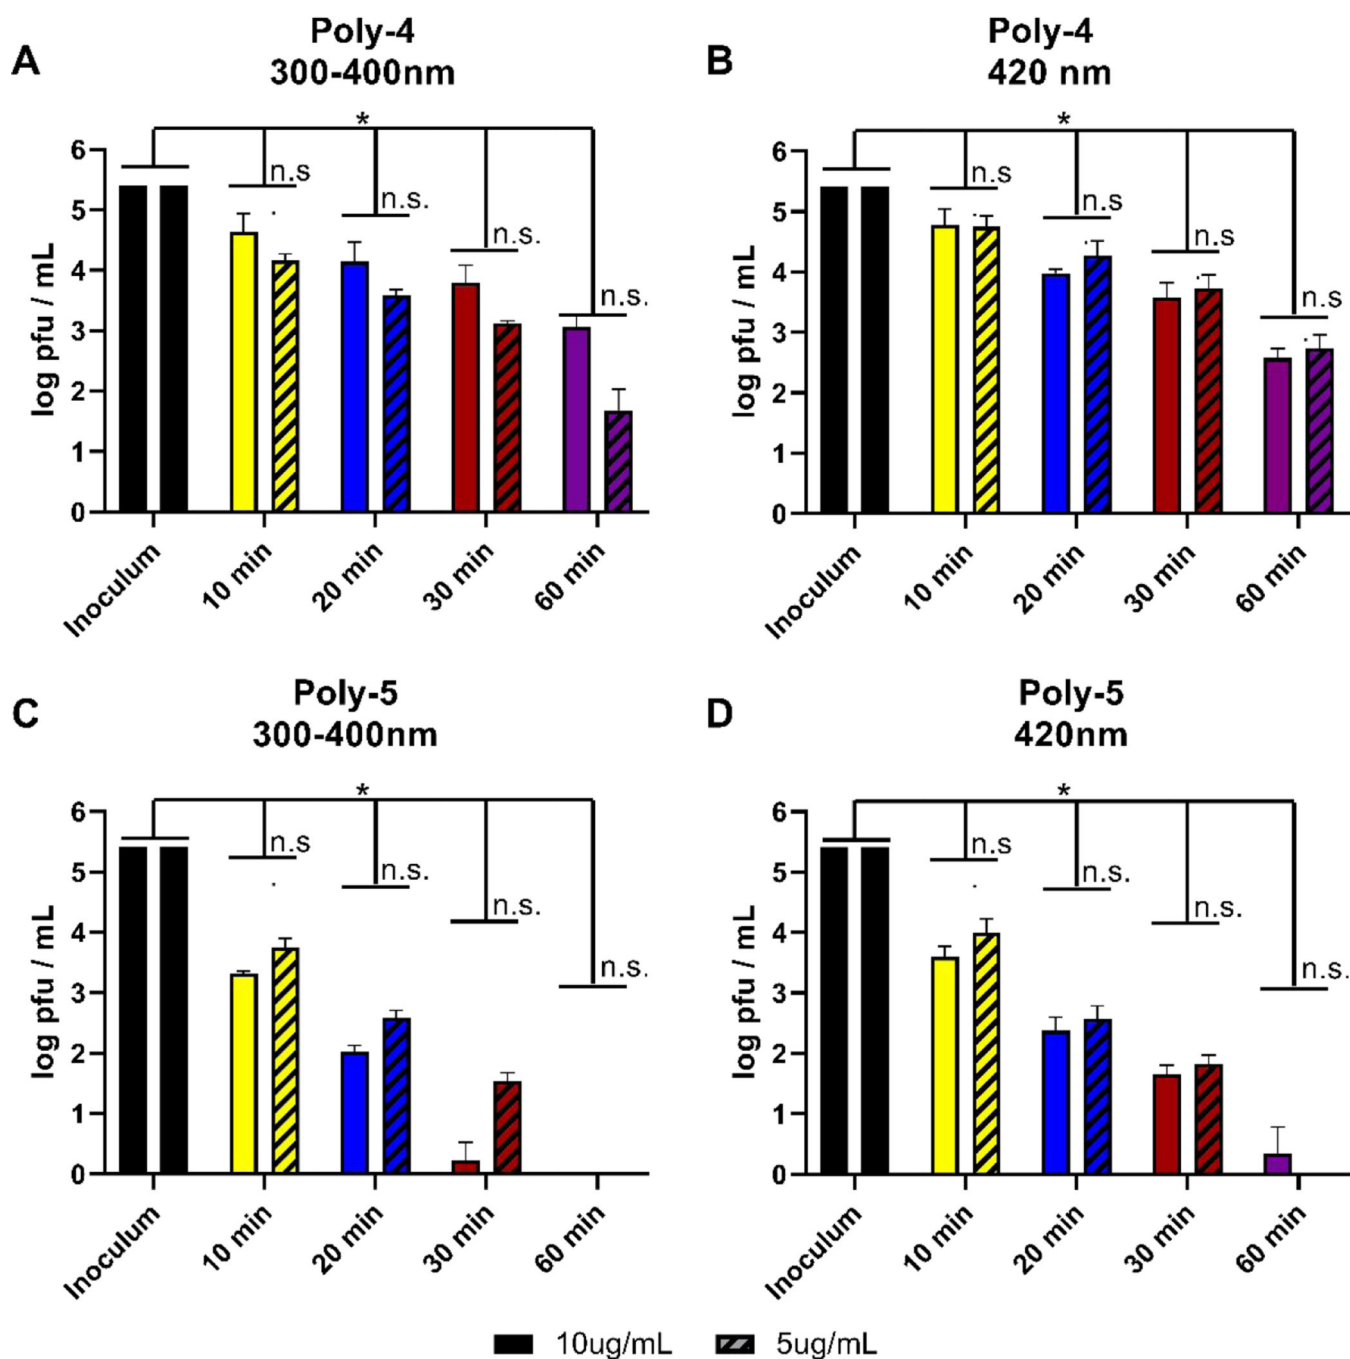 A
Poly-4
300-400nm
*
n.s
n.s.
n.s.
n.s.
6
5
4
3
2
1
0
log pfu / mL
Inoculum
10 min
20 min
30 min
60 min
B
Poly-4
420 nm
*
n.s
n.s
n.s
n.s
6
5
4
3
2
1
0
log pfu / mL
Inoculum
10 min
20 min
30 min
60 min
C
Poly-5
300-400nm
*
n.s
n.s.
n.s.
n.s.
6
5
4
3
2
1
0
log pfu / mL
Inoculum
10 min
20 min
30 min
60 min
D
Poly-5
420nm
*
n.s
n.s.
n.s.
n.s.
6
5
4
3
2
1
0
log pfu / mL
Inoculum
10 min
20 min
30 min
60 min
10ug/mL
5ug/mL